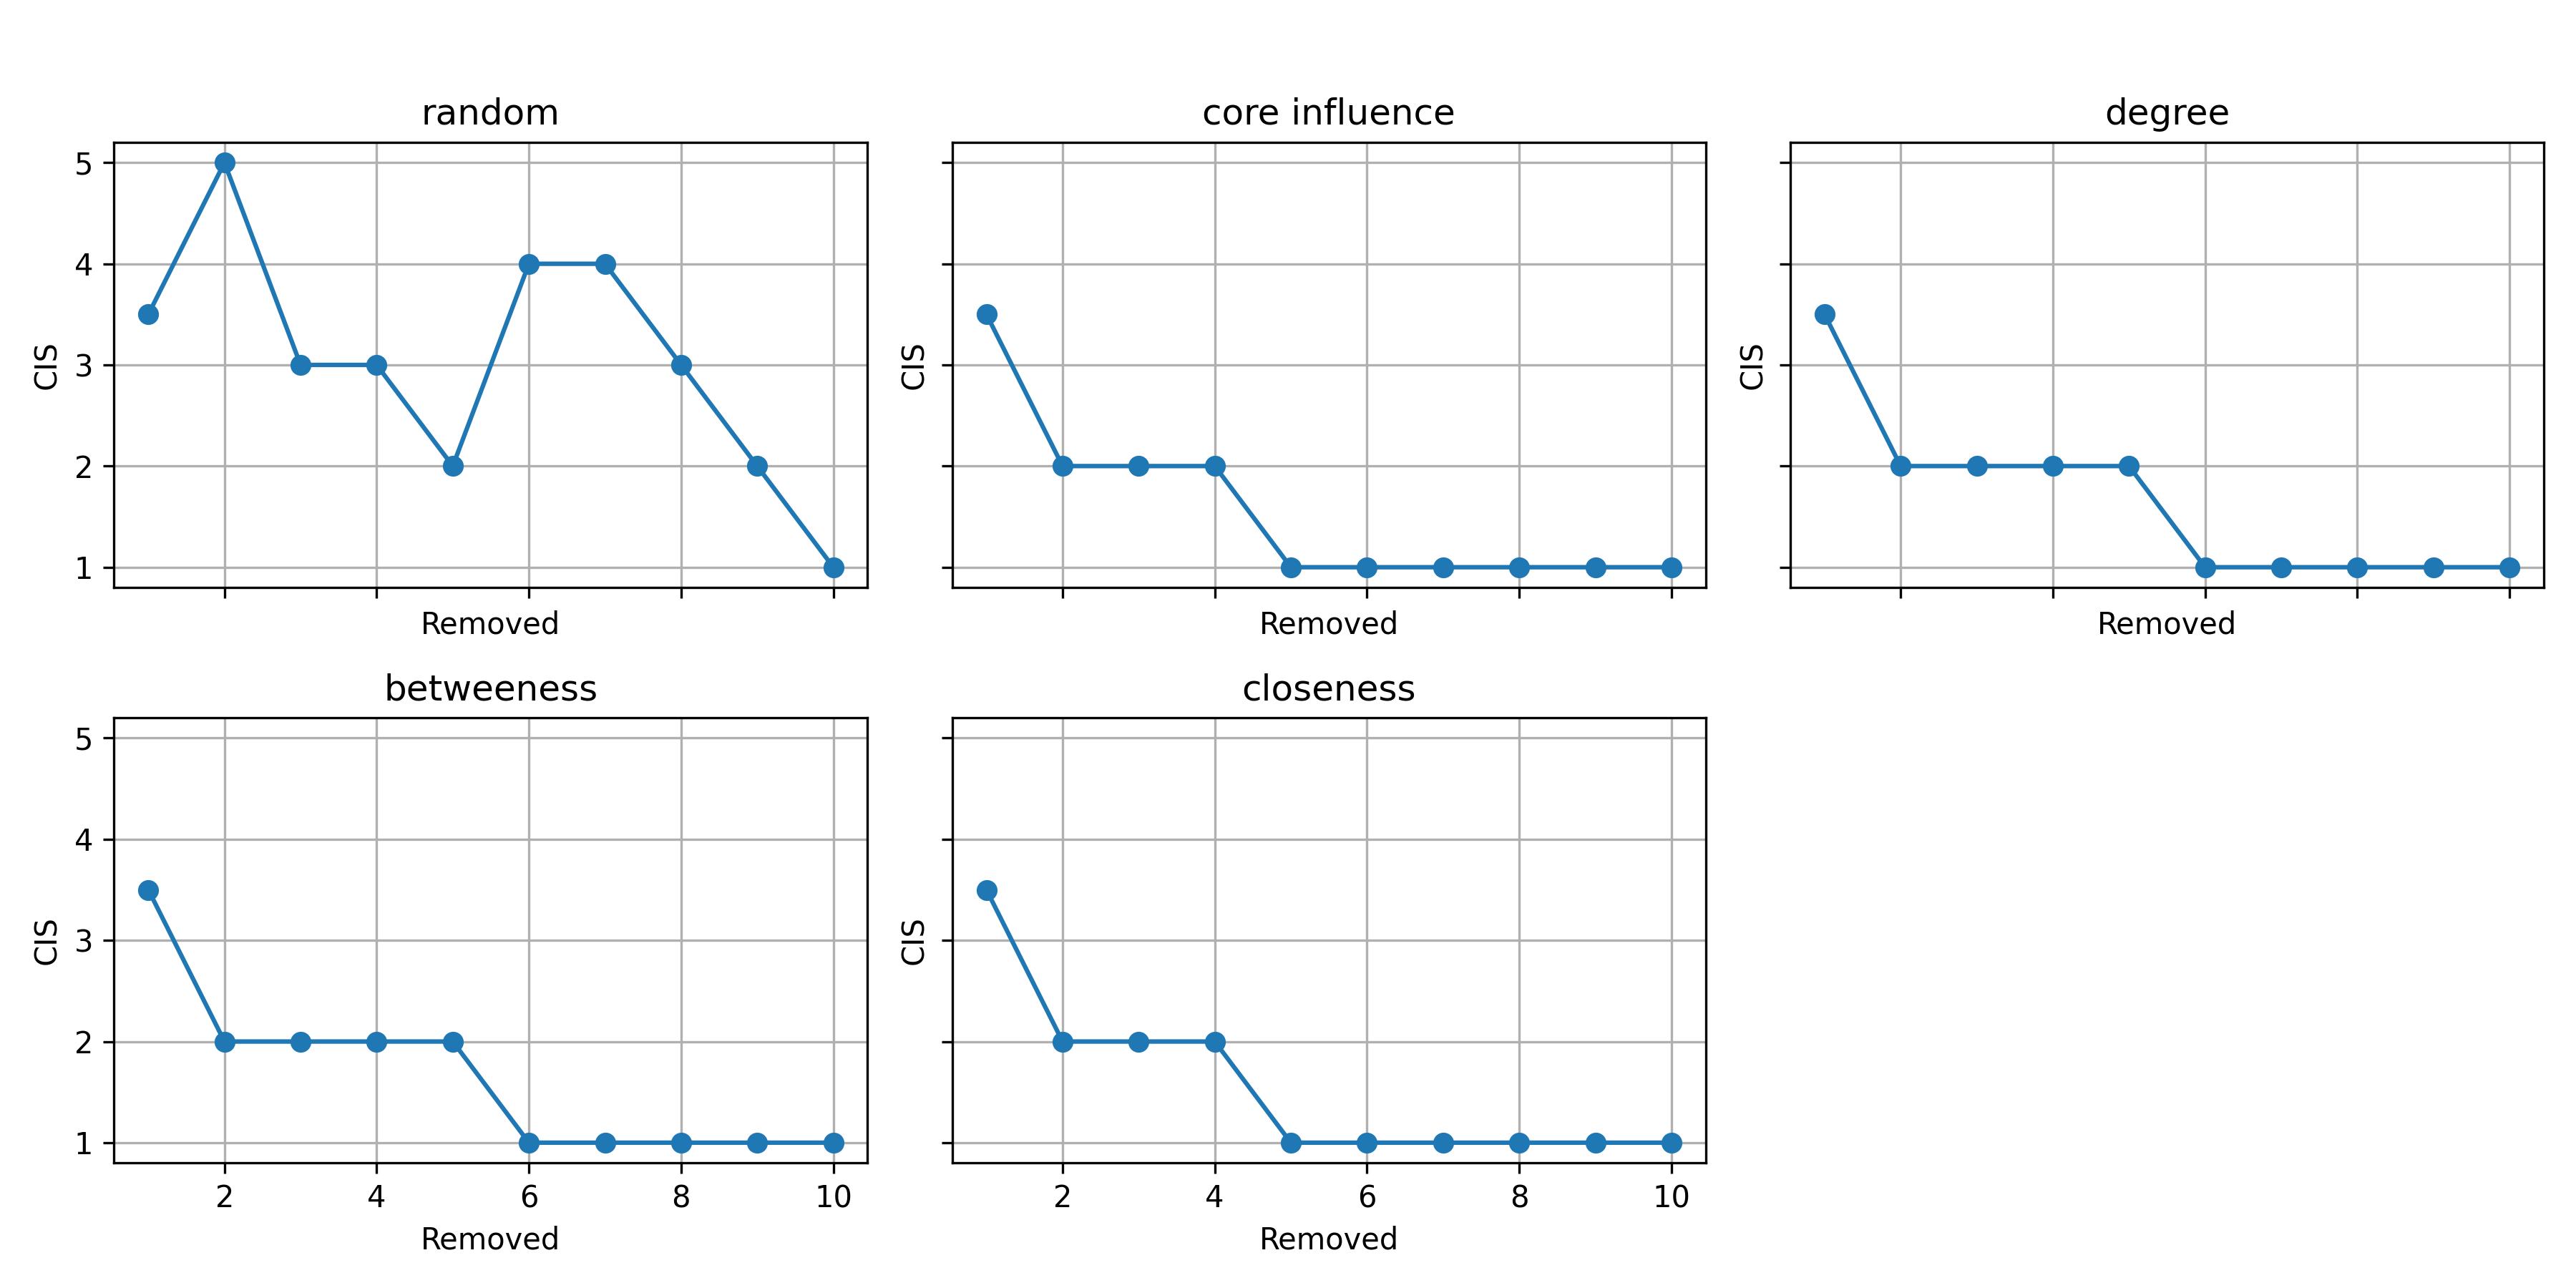 random
5
4
3
2
1
CIS
Removed
core influence
CIS
Removed
degree
CIS
Removed
betweeness
5
4
3
2
1
CIS
2 4 6 8 10
Removed
closeness
CIS
2 4 6 8 10
Removed